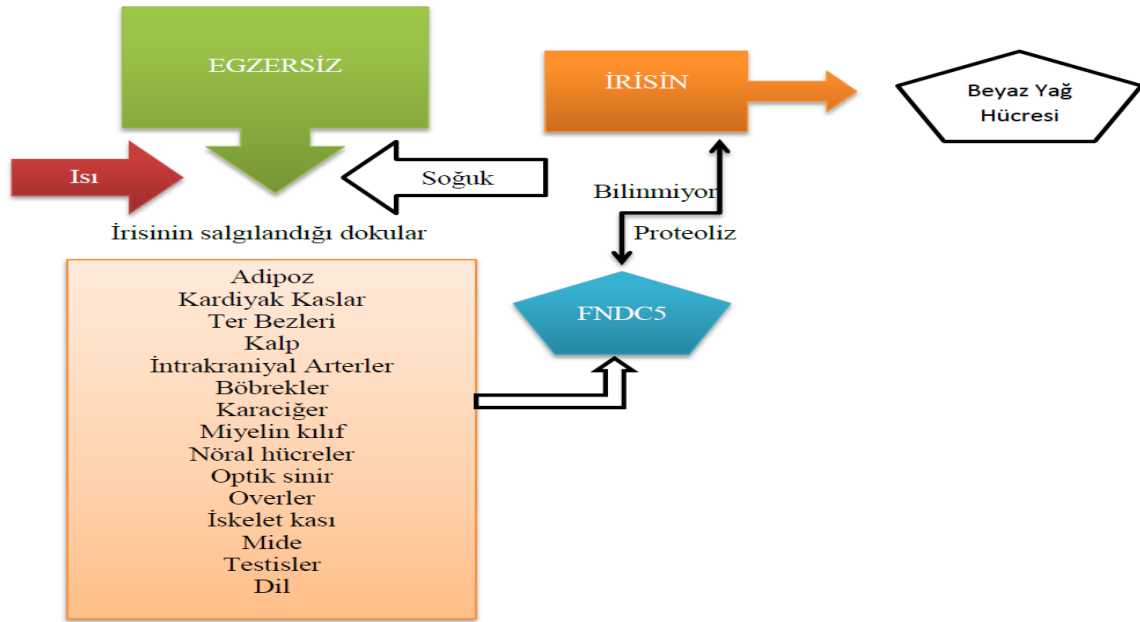 EGZERSİZ
Isı
Soğuk
İrisinin salgılandığı dokular
Adipoz
Kardiyak Kaslar
Ter Bezleri
Kalp
İntrakraniyal Arterler
Böbrekler
Karaciğer
Miyelin kılıf
Nöral hücreler
Optik sinir
Overler
İskelet kası
Mide
Testisler
Dil
FNDC5
Bilinmiyor
Proteoliz
İRİSİN
Beyaz Yağ
Hücresi